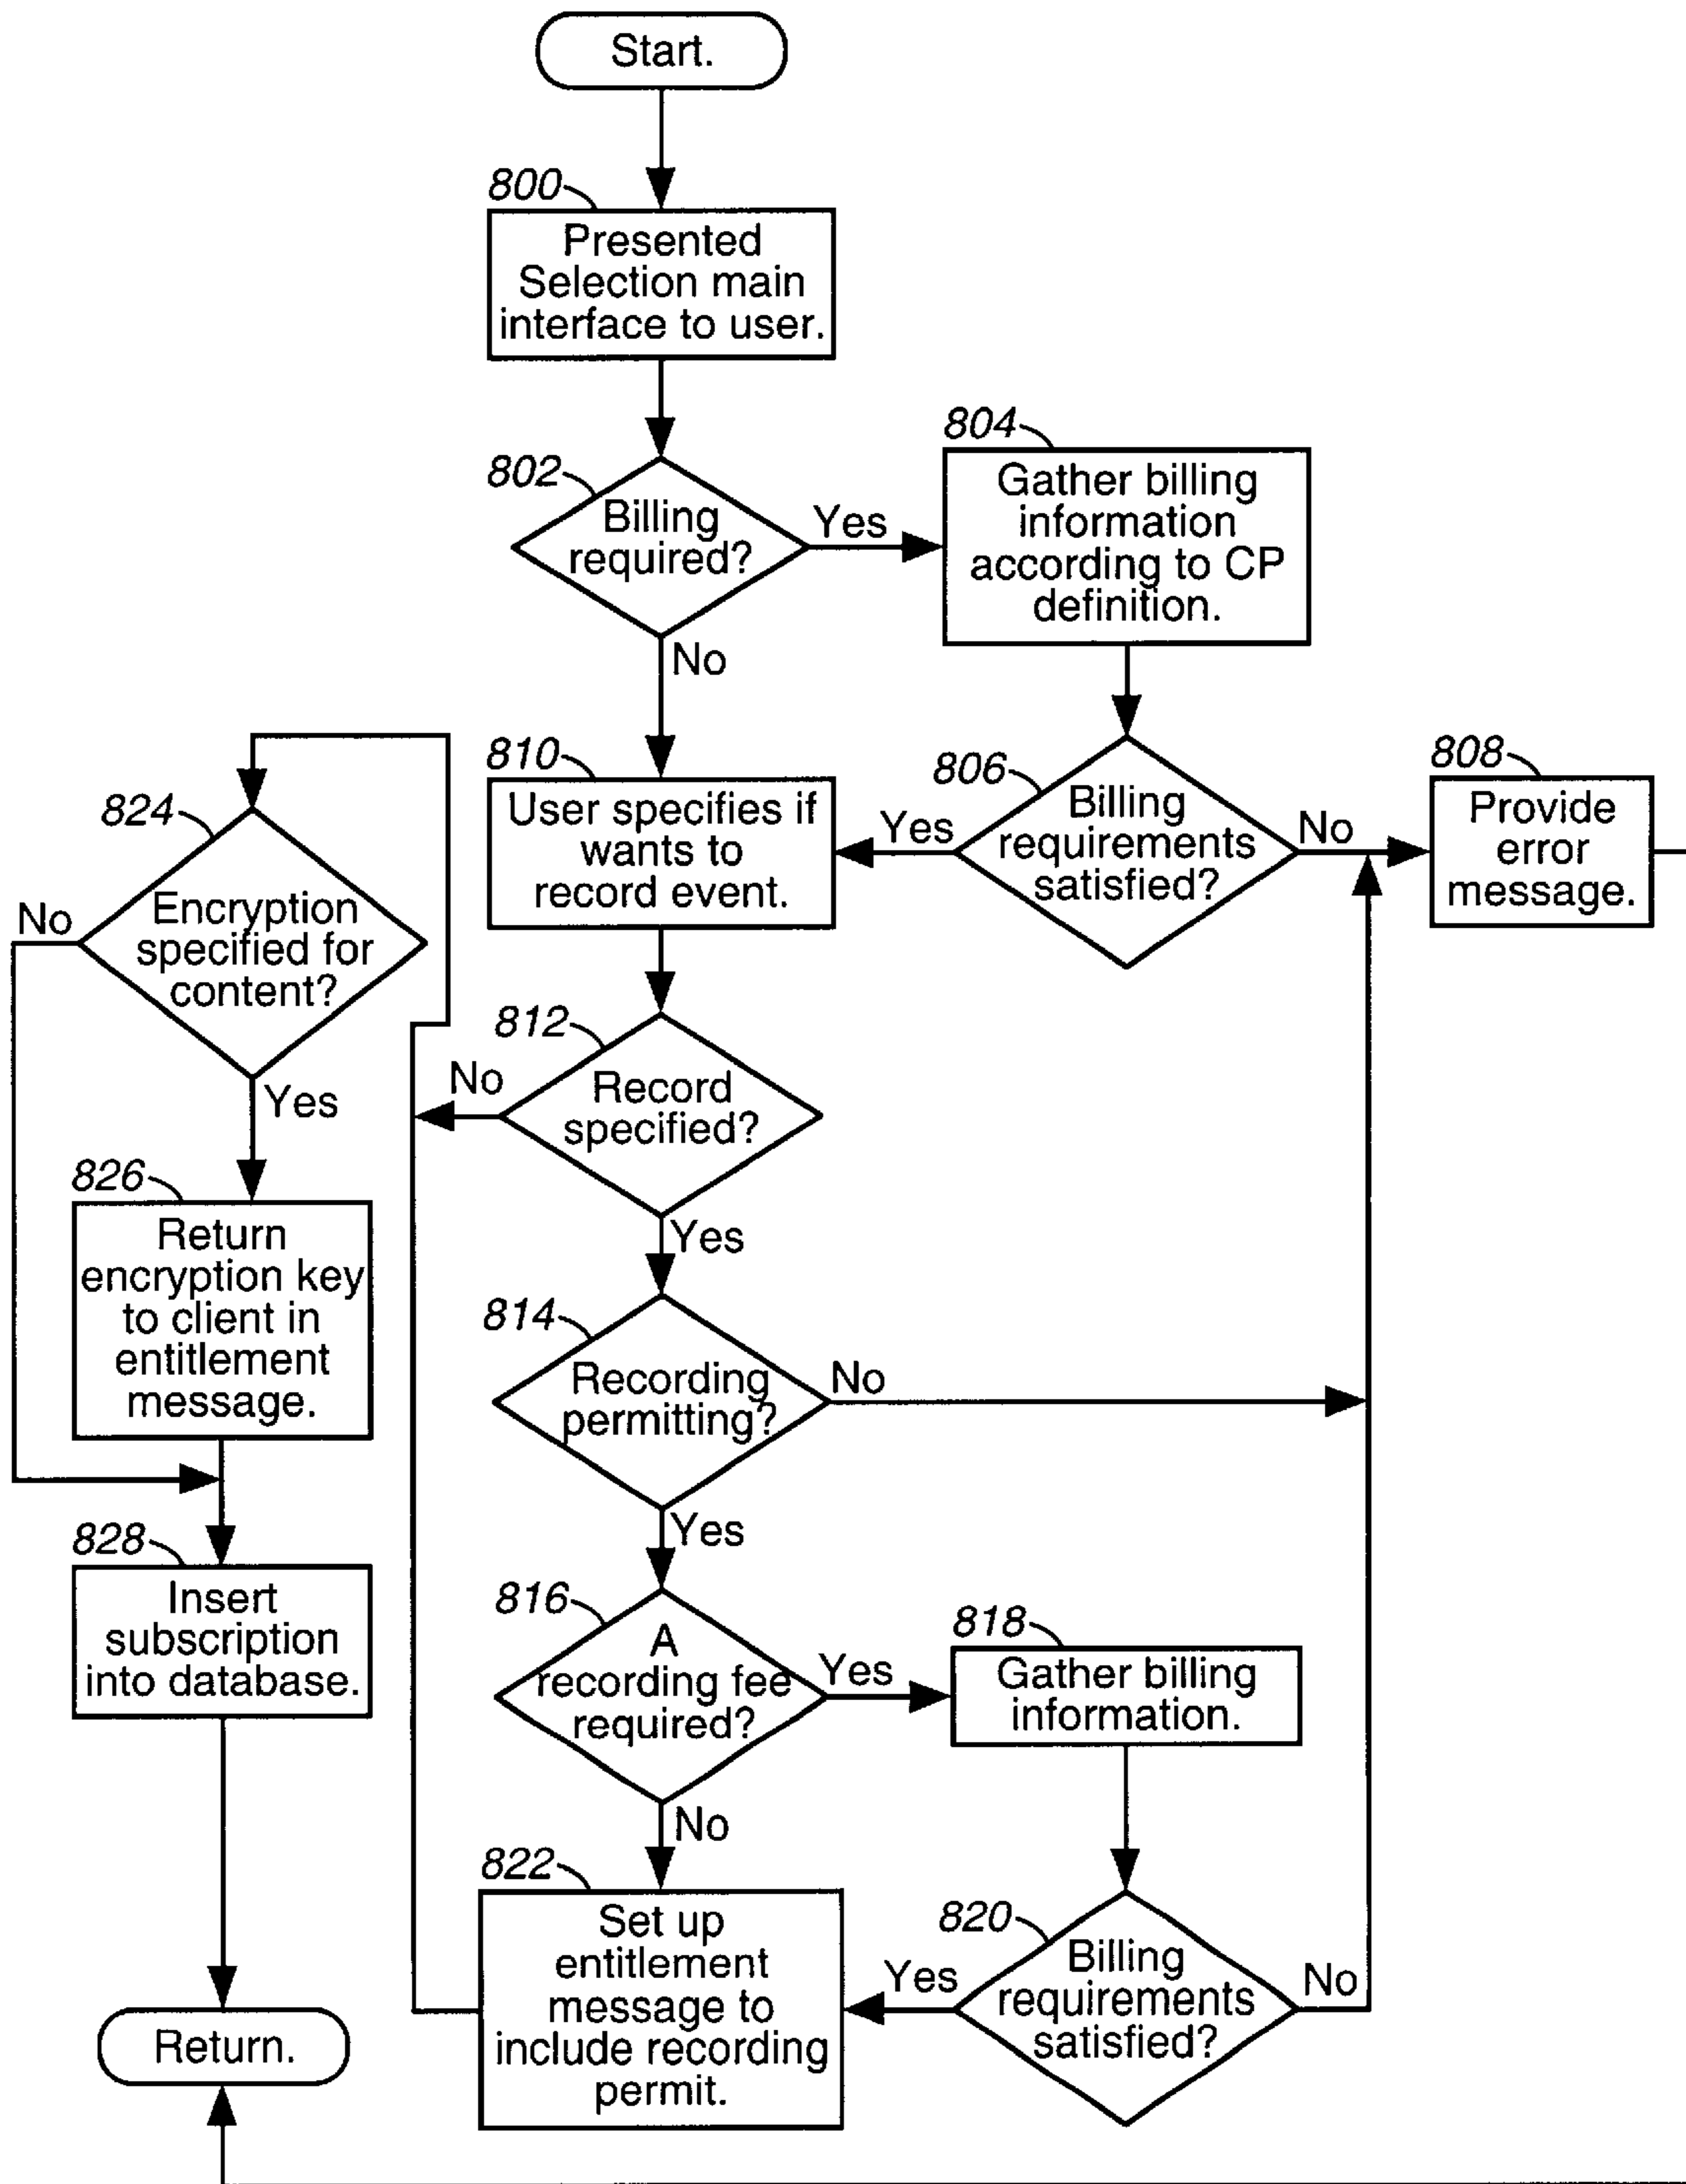 Start.
800
Presented
Selection main
interface to user.
802
Billing
required?
Yes
No
804
Gather billing
information
according to CP
definition.
806
Billing
requirements
satisfied?
Yes
No
808
Provide
error
message.
810
User specifies if
wants to
record event.
812
Record
specified?
No
Yes
814
Recording
permitting?
No
Yes
816
A
recording fee
required?
Yes
No
818
Gather billing
information.
820
Billing
requirements
satisfied?
Yes
No
822
Set up
entitlement
message to
include recording
permit.
824
Encryption
specified for
content?
No
Yes
826
Return
encryption key
to client in
entitlement
message.
828
Insert
subscription
into database.
Return.